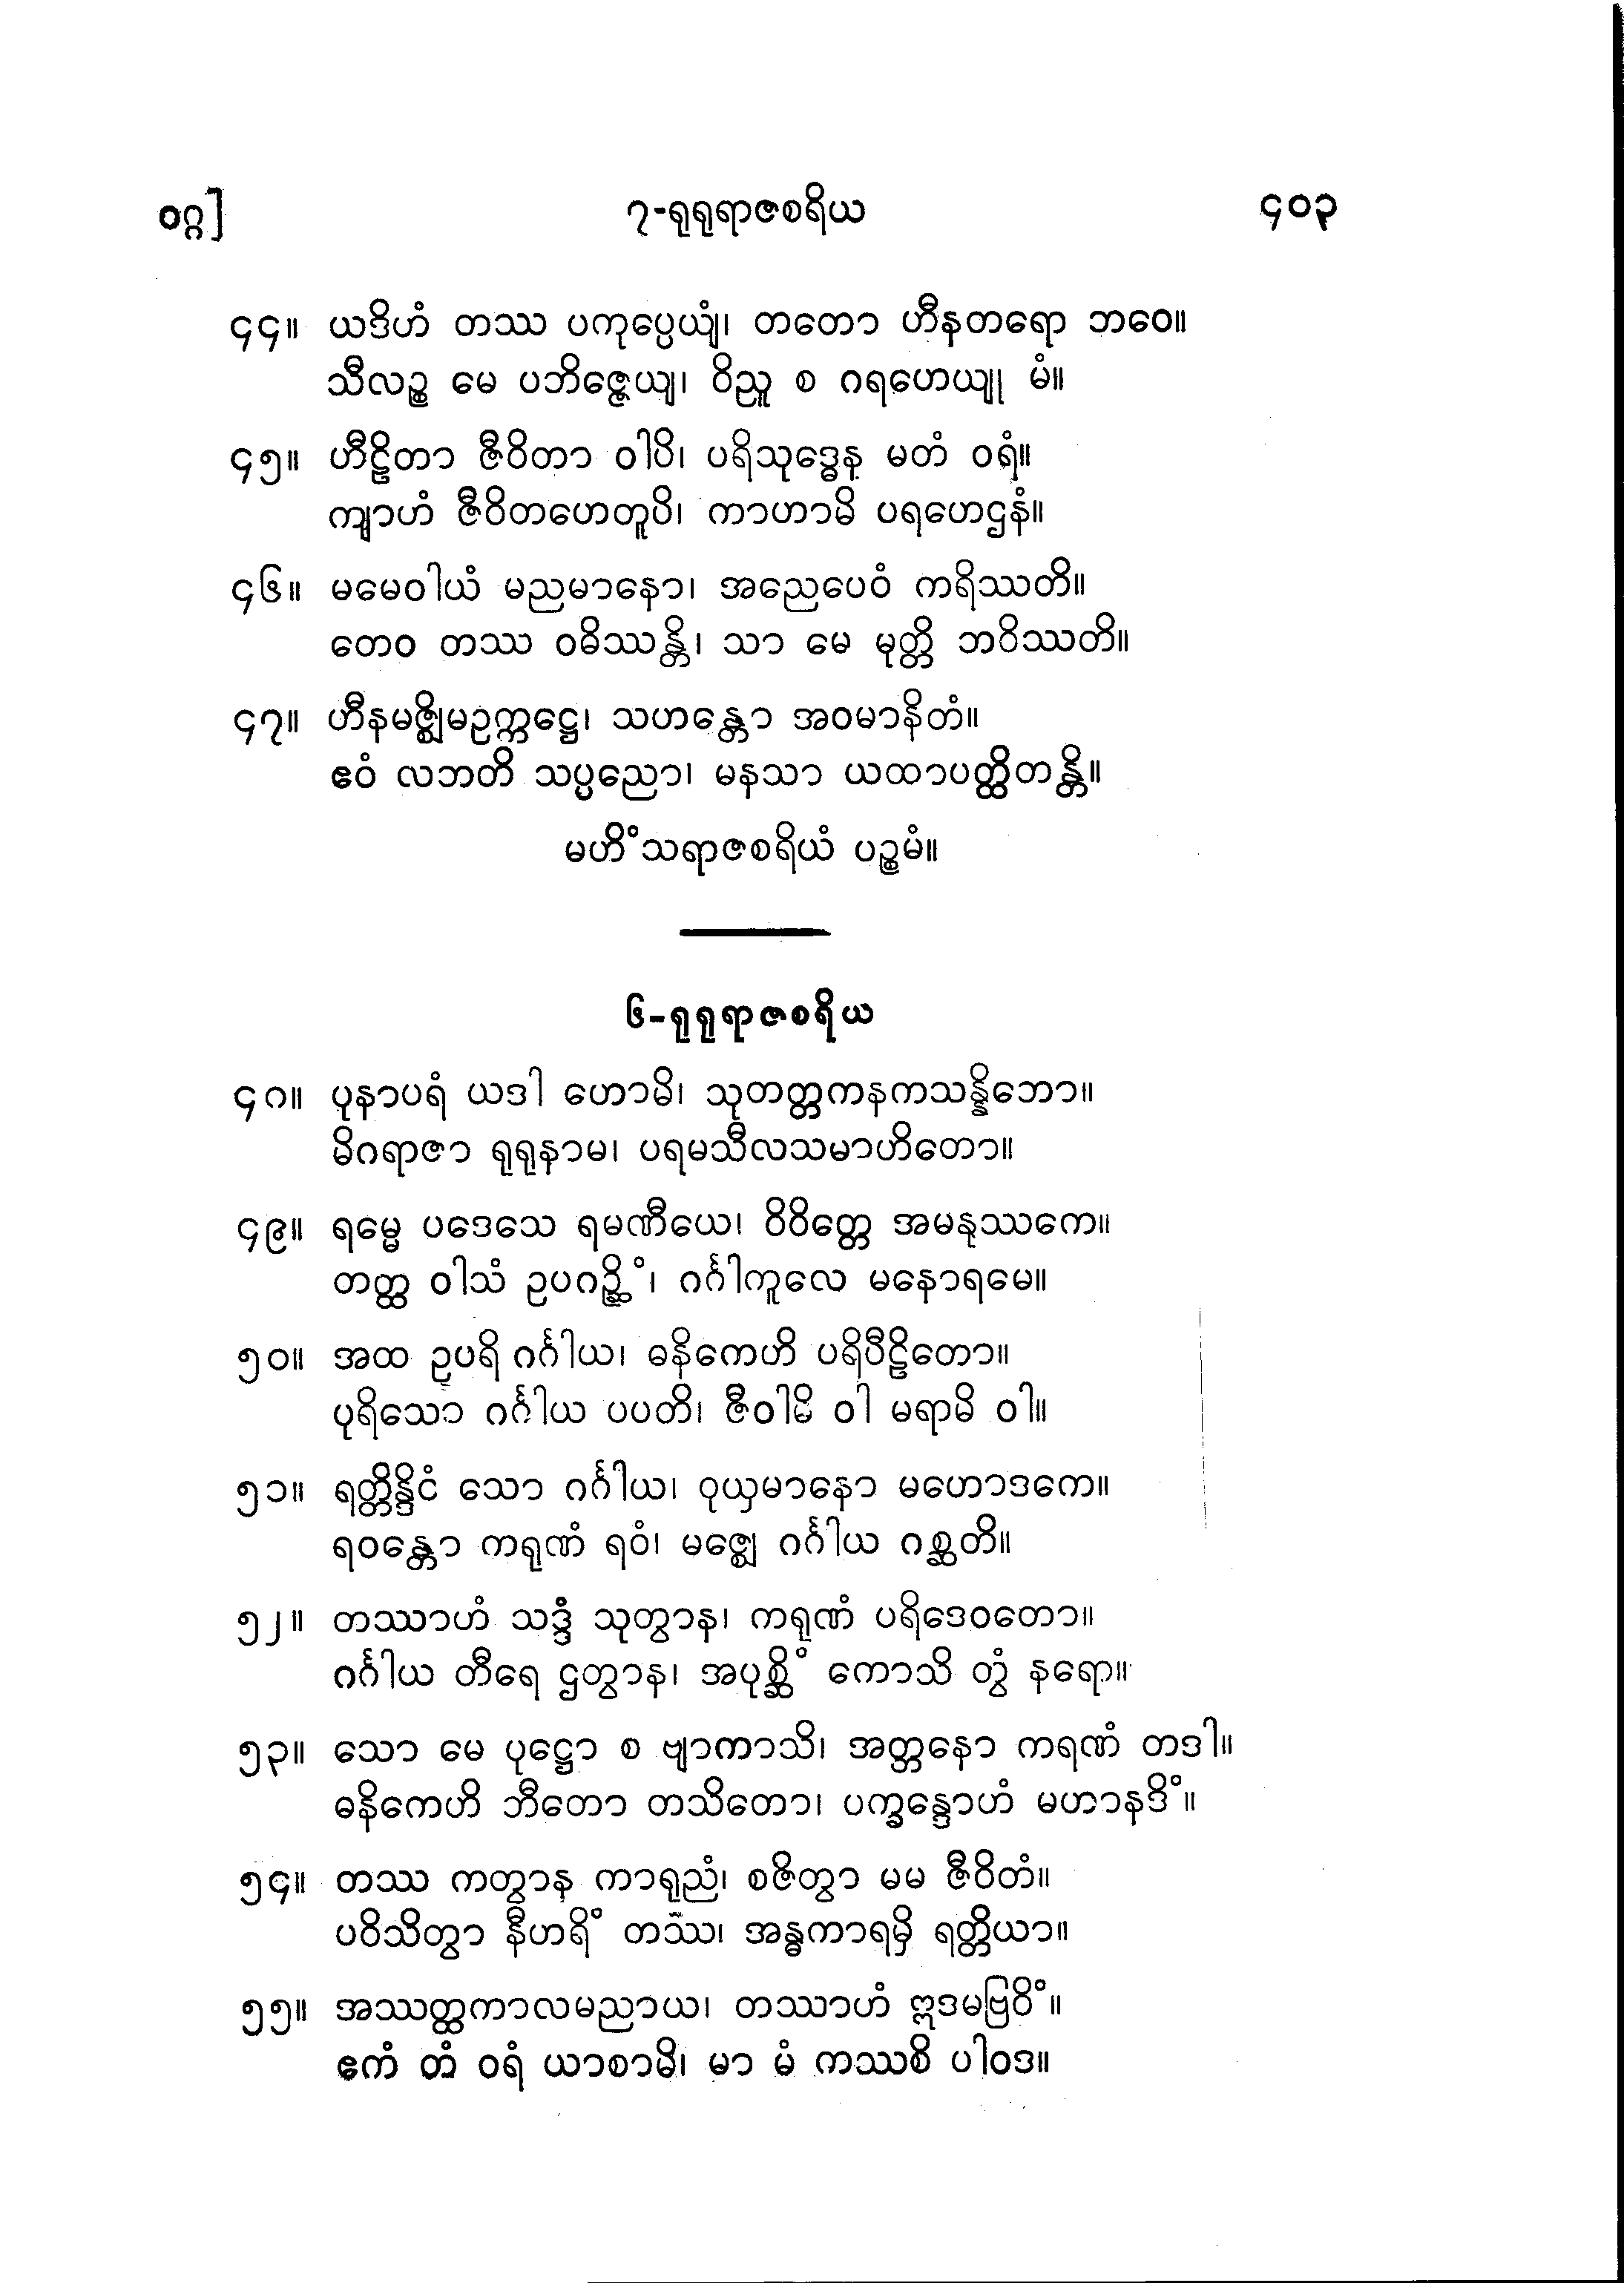 ဝဂ္ဂ]
၇-ရုရုရာဇစရိယ
၄၀၃
၄၄။ ယဒိဟံ တဿ ပကုပ္ပေယျံ၊ တတော ဟီနတရော ဘဝေ။
သီလဉ္စ မေ ပဘိဇ္ဇေယျ၊ ဝိညူ စ ဂရဟေယျု မံ။
၄၅။ ဟီဠိတာ ဇီဝိတာ ဝါပိ၊ ပရိသုဒ္ဓေန မတံ ဝရံ။
ကျာဟံ ဇီဝိတဟေတူပိ၊ ကာဟာမိ ပရဟေဌနံ။
၄၆။ မမေဝါယံ မညမာနော၊ အညေပေဝံ ကရိဿတိ။
တေဝ တဿ ဝဓိဿန္တိ၊ သာ မေ မုတ္တိ ဘဝိဿတိ။
၄၇။ ဟီနမဇ္ဈိမဥက္ကဋ္ဌေ၊ သဟန္တော အဝမာနိတံ။
ဧဝံ လဘတိ သပ္ပညော၊ မနသာ ယထာပတ္ထိတန္တိ။
မဟိံသရာဇစရိယံ ပဉ္စမံ။
၆-ရုရုရာဇစရိယ
၄၈။ ပုနာပရံ ယဒါ ဟောမိ၊ သုတတ္တကနကသန္နိဘော။
မိဂရာဇာ ရုရုနာမ၊ ပရမသီလသမာဟိတော။
၄၉။ ရမ္မေ ပဒေသေ ရမဏီယေ၊ ဝိဝိတ္တေ အမနုဿကေ။
တတ္ထ ဝါသံ ဥပဂဉ္ဆိံ၊ ဂင်္ဂါကူလေ မနောရမေ။
၅၀။ အထ ဥပရိ ဂင်္ဂါယ၊ ဓနိကေဟိ ပရိပီဠိတော။
ပုရိသော ဂင်္ဂါယ ပပတိ၊ ဇီဝါမိ ဝါ မရာမိ ဝါ။
၅၁။ ရတ္တိန္ဒိဝံ သော ဂင်္ဂါယ၊ ဝုယှမာနော မဟောဒကေ။
ရဝန္တော ကရုဏံ ရဝံ၊ မဇ္ဈေ ဂင်္ဂါယ ဂစ္ဆတိ။
၅၂။ တဿာဟံ သဒ္ဒံ သုတွာန၊ ကရုဏံ ပရိဒေဝတော။
ဂင်္ဂါယ တီရေ ဌတွာန၊ အပုစ္ဆိံ ကောသိ တွံ နရော။
၅၃။ သော မေ ပုဋ္ဌော စ ဗျာကာသိ၊ အတ္တနော ကရဏံ တဒါ။
ဓနိကေဟိ ဘီတော တသိတော၊ ပက္ခန္ဒောဟံ မဟာနဒိံ။
၅၄။ တဿ ကတွာန ကာရုညံ၊ စဇိတွာ မမ ဇီဝိတံ။
ပဝိသိတွာ နီဟရိံ တဿ၊ အန္ဓကာရမှိ ရတ္တိယာ။
၅၅။ အဿတ္ထကာလမညာယ၊ တဿာဟံ ဣဒမဗြဝိံ။
ဧကံ တံ ဝရံ ယာစာမိ၊ မာ မံ ကဿစိ ပါဝဒ။